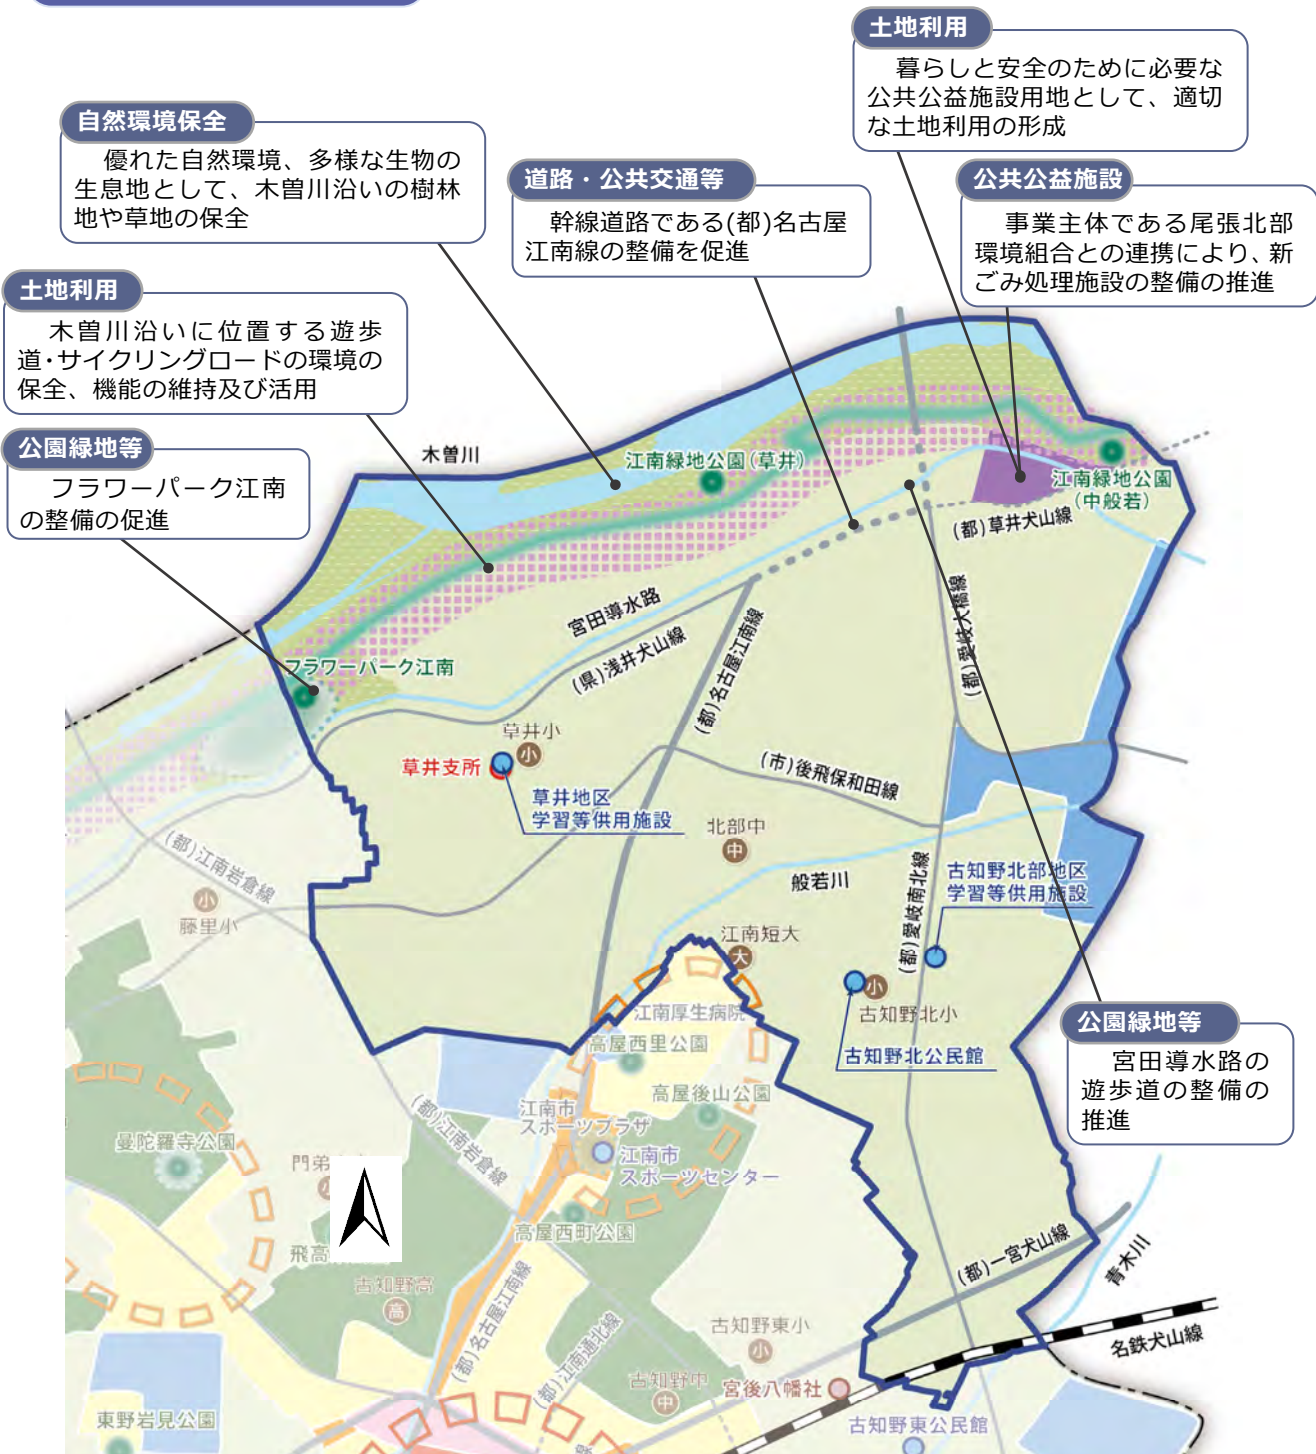 土地利用
暮らしと安全のために必要な
公共公益施設用地として、適切
な土地利用の形成
自然環境保全
優れた自然環境、多様な生物の
生息地として、木曽川沿いの樹林
地や草地の保全
道路・公共交通等
幹線道路である(都)名古屋
江南線の整備を促進
公共公益施設
事業主体である尾張北部
環境組合との連携により、新
ごみ処理施設の整備の推進
土地利用
木曽川沿いに位置する遊歩
道・サイクリングロードの環境の
保全、機能の維持及び活用
公園緑地等
フラワーパーク江南
の整備の促進
木曽川
江南緑地公園(草井)
江南緑地公園
(中般若)
(都)草井犬山線
宮田導水路
(県)浅井犬山線
(都)名古屋江南線
(都)愛岐大橋線
フラワーパーク江南
草井小
小
草井支所
草井地区
学習等供用施設
(市)後飛保和田線
北部中
中
般若川
(都)愛岐南北線
古知野北部地区
学習等供用施設
(都)江南岩倉線
小
藤里小
江南短大
大
小
古知野北小
古知野北公民館
江南厚生病院
高屋西里公園
高屋後山公園
公園緑地等
宮田導水路の
遊歩道の整備の
推進
江南市
スポーツプラザ
江南市
スポーツセンター
(都)江南岩倉線
曼陀羅寺公園
門弟
高屋西町公園
飛高
古知野高
高
(都)名古屋江南線
(都)江南通北線
(都)一宮犬山線
青木川
名鉄犬山線
古知野東小
小
古知野中
中
宮後八幡社
古知野東公民館
東野岩見公園
線